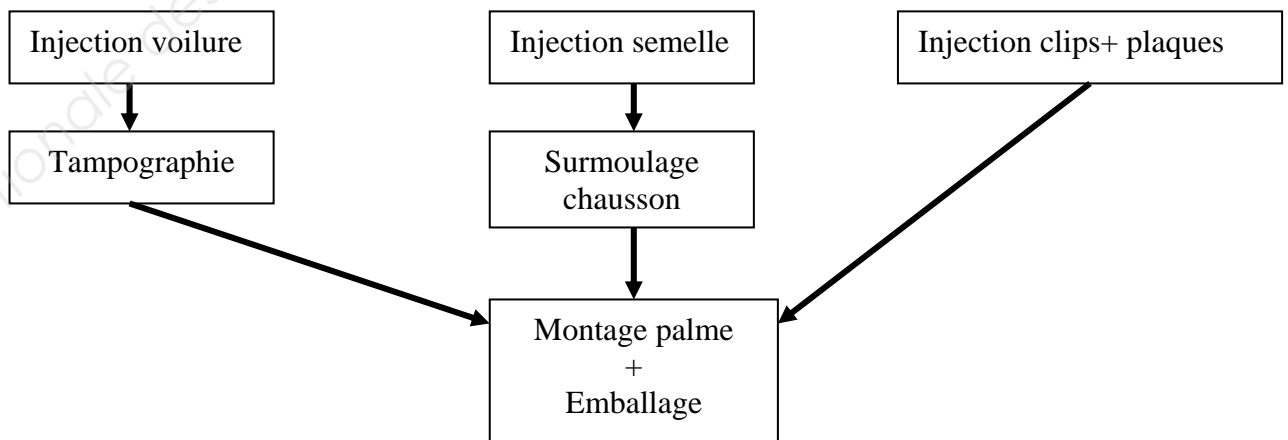 Injection voilure
Injection semelle
Injection clips+ plaques
Tampographie
Surmoulage
chausson
Montage palme
+
Emballage